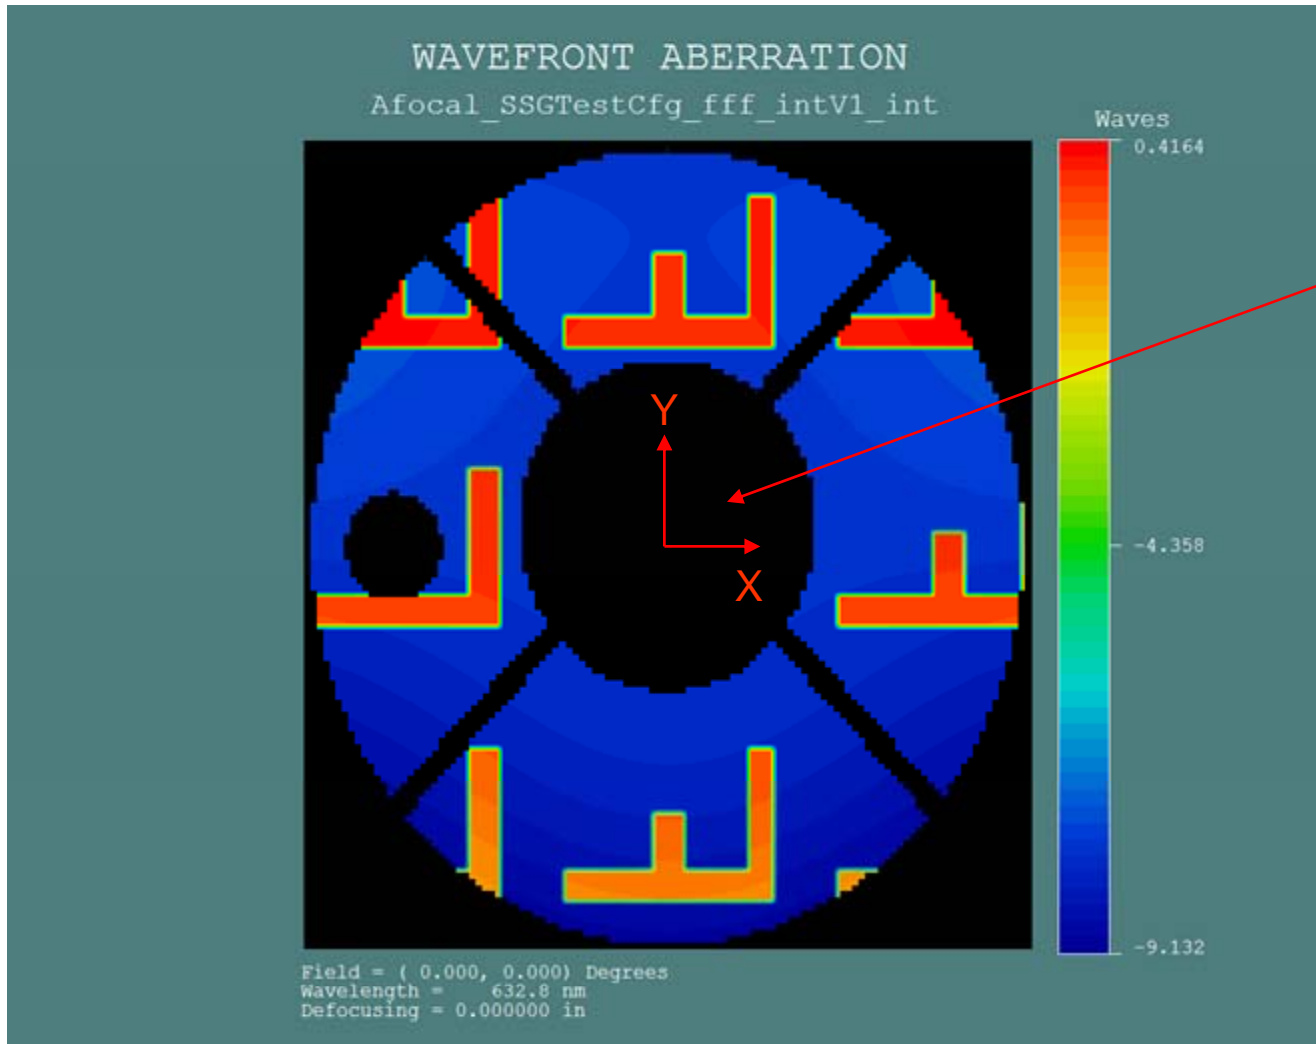 WAVEFRONT ABERRATION
Afocal_SSGTestCfg_fff_intV1_int
Waves
0.4164
Y
X
-4.358
-9.132
Field = ( 0.000, 0.000) Degrees
Wavelength =    632.8 nm
Defocusing = 0.000000 in